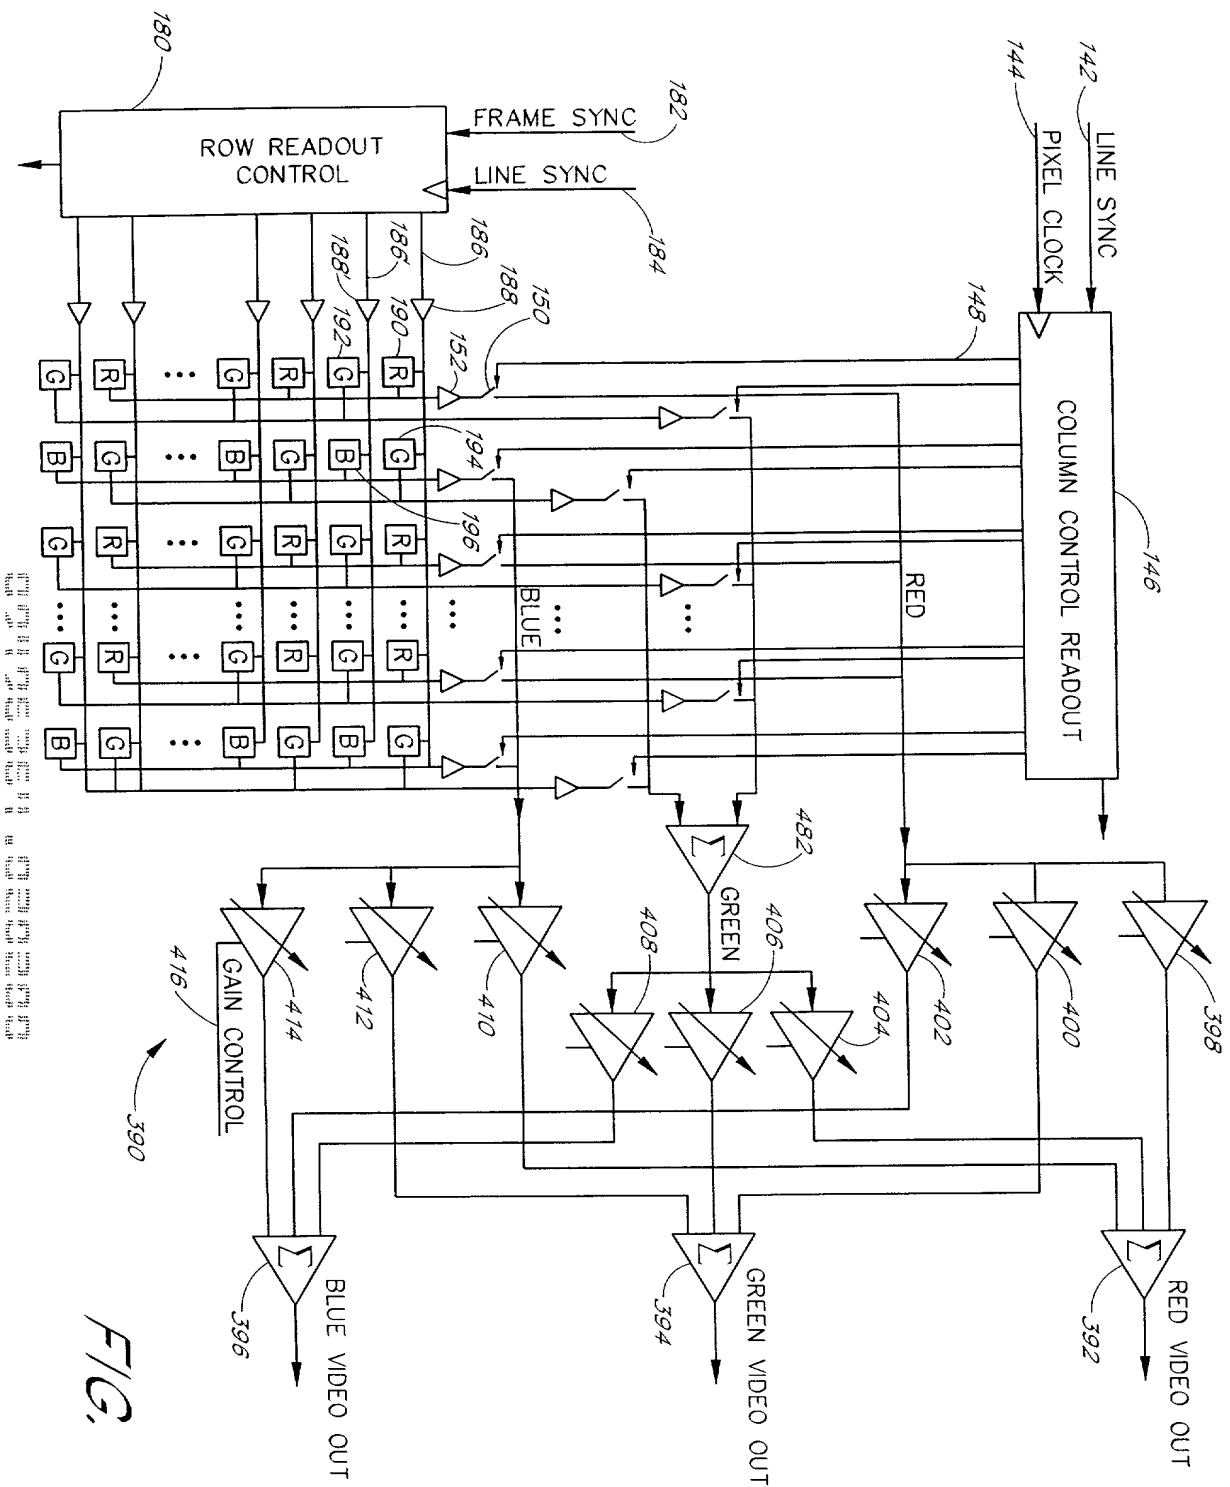 142
LINE SYNC
144
PIXEL CLOCK
COLUMN CONTROL READOUT
146
148
182
FRAME SYNC
184
LINE SYNC
180
ROW READOUT
CONTROL
186
188
186'
188'
150
152
190
192
194
196
R G R G ... R G
G B G B ... G B
R G R G ... R G
... ... ... ... ... ...
R G R G ... R G
G B G B ... G B
RED
BLUE
...
...
482
GREEN
398
400
402
404
406
408
410
412
414
416
GAIN CONTROL
Σ
Σ
Σ
Σ
392
RED VIDEO OUT
394
GREEN VIDEO OUT
396
BLUE VIDEO OUT
390
FIG.